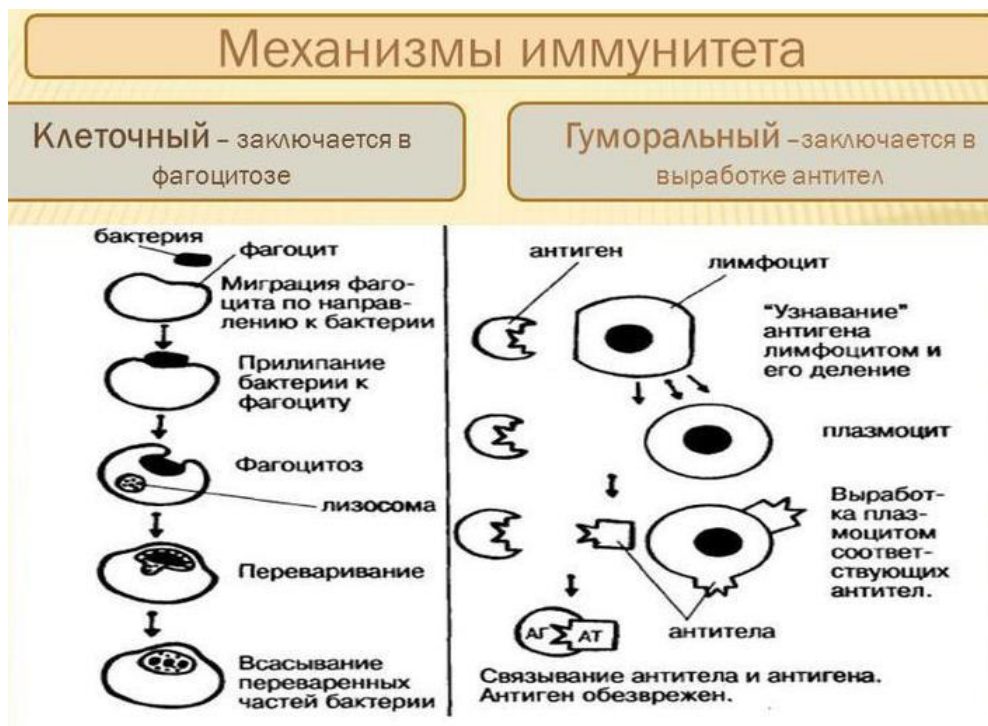 Механизмы иммунитета
Клеточный – заключается в
фагоцитозе
Гуморальный –заключается в
выработке антител
бактерия
фагоцит
Миграция фаго-
цита по направ-
лению к бактерии
Прилипание
бактерии к
фагоциту
Фагоцитоз
лизосома
Переваривание
Всасывание
переваренных
частей бактерии
антиген
лимфоцит
"Узнавание"
антигена
лимфоцитом и
его деление
плазмоцит
Выработ-
ка плаз-
моцитом
соответ-
ствующих
антител.
антитела
АГ АТ
Связывание антитела и антигена.
Антиген обезврежен.